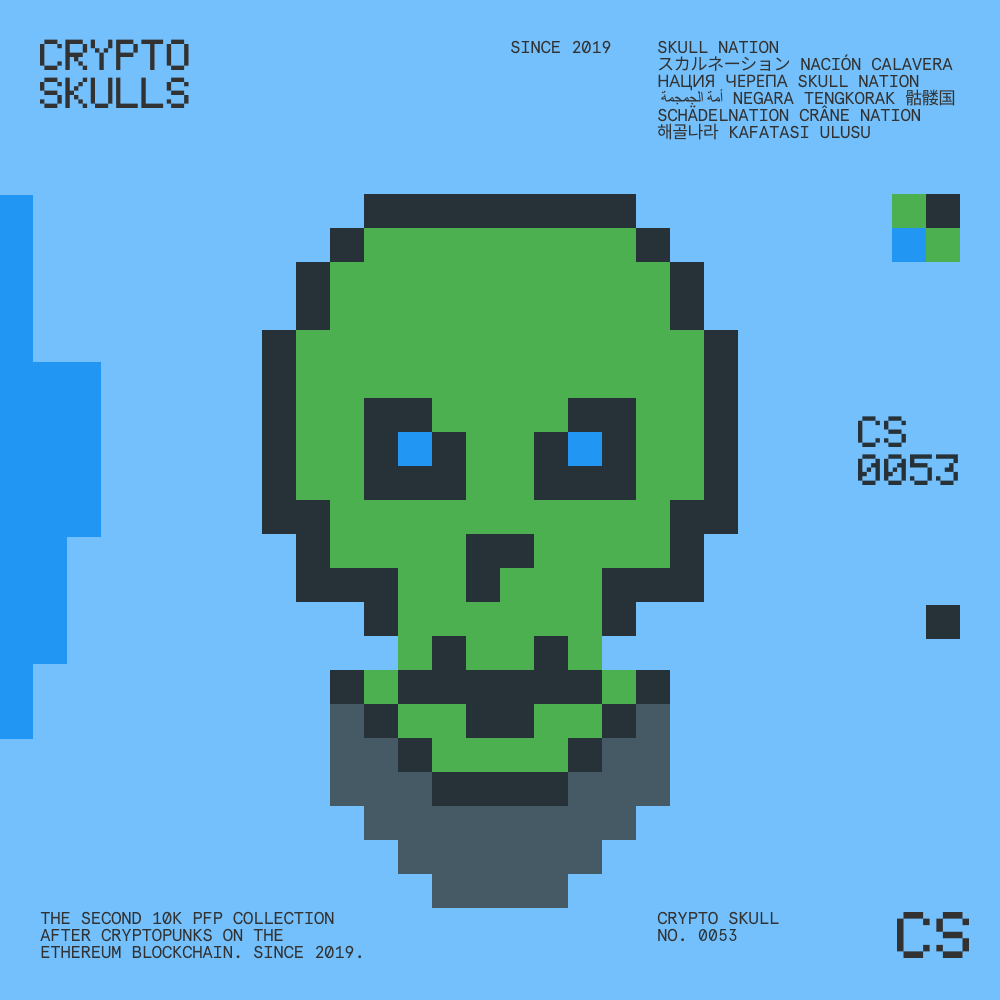 CRYPTO
SKULLS
SINCE 2019
SKULL NATION
スカルネーション NACIÓN CALAVERA
НАЦИЯ ЧЕРЕПА SKULL NATION
أمة الجمجمة NEGARA TENGKORAK 骷髅国
SCHÄDELNATION CRÂNE NATION
해골나라 KAFATASI ULUSU
CS
0053
THE SECOND 10K PFP COLLECTION
AFTER CRYPTOPUNKS ON THE
ETHEREUM BLOCKCHAIN. SINCE 2019.
CRYPTO SKULL
NO. 0053
CS